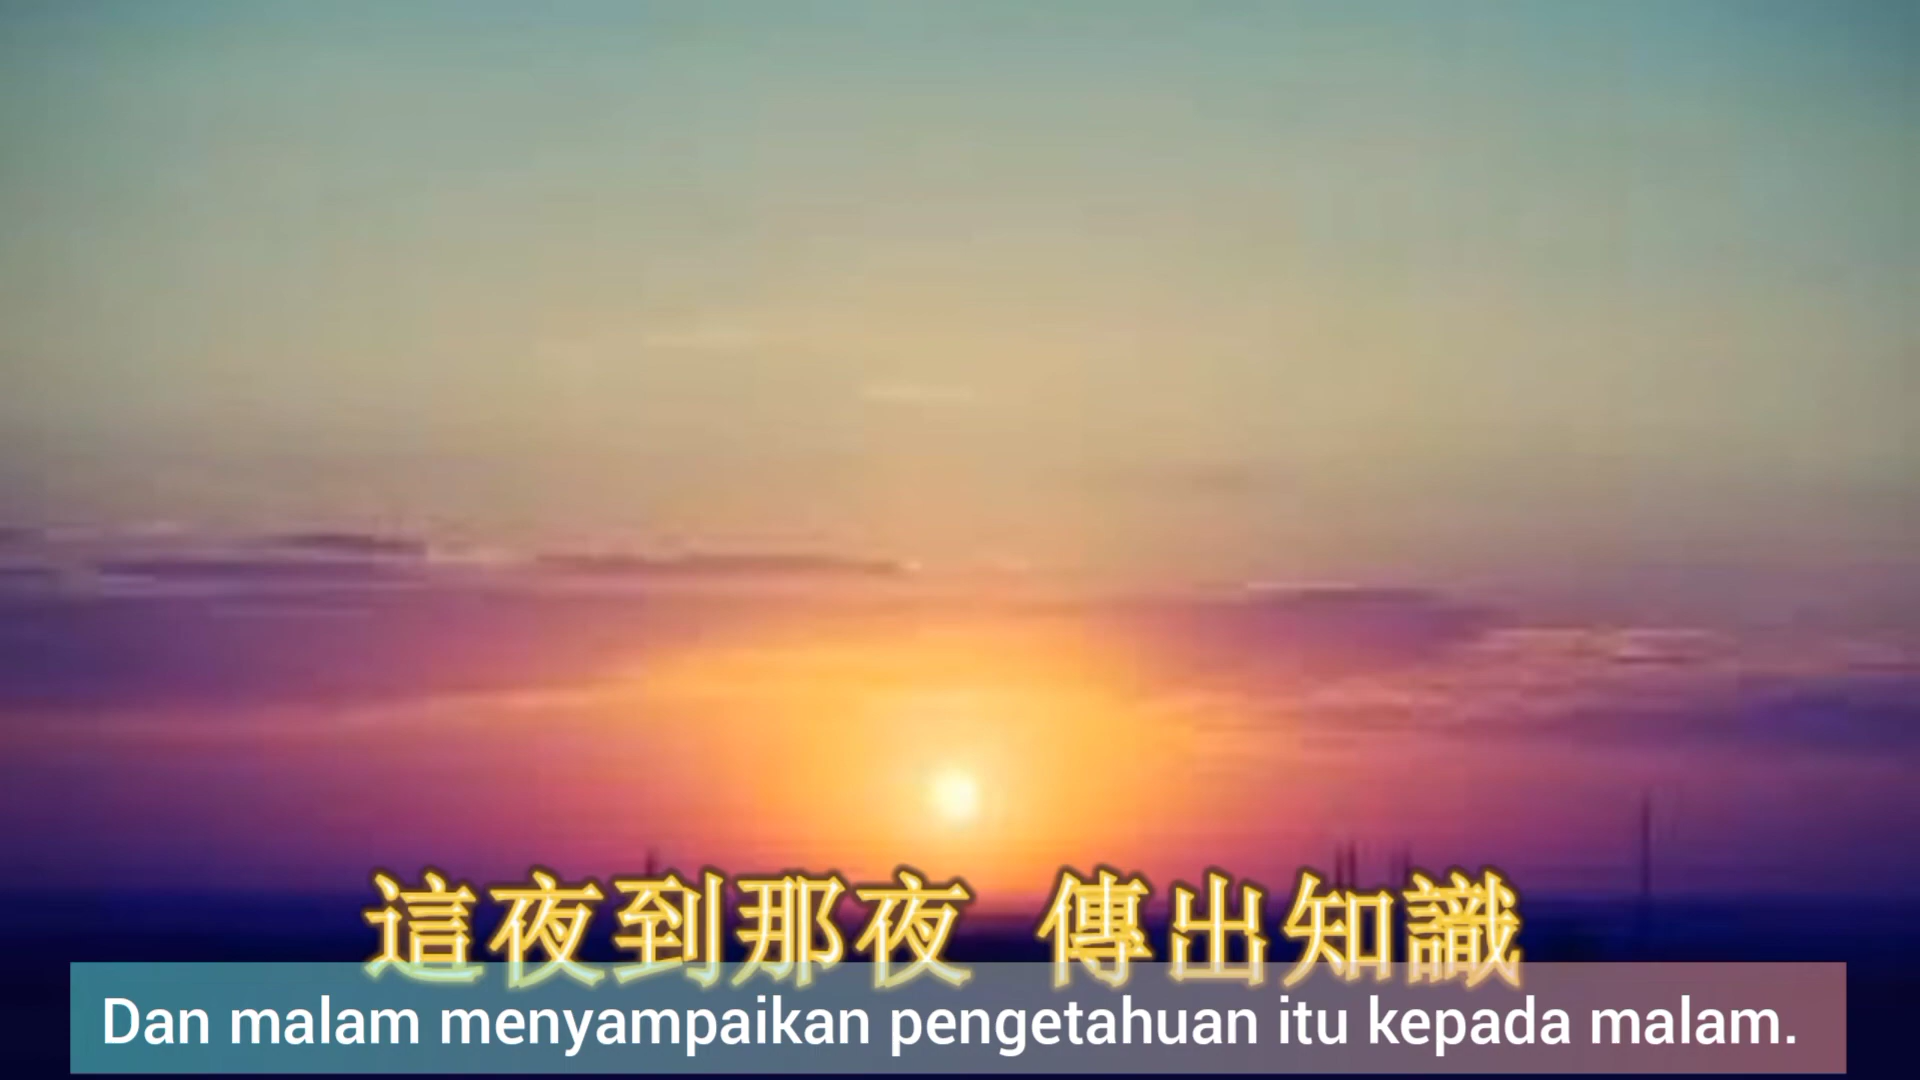 這夜到那夜 傳出知識
Dan malam menyampaikan pengetahuan itu kepada malam.